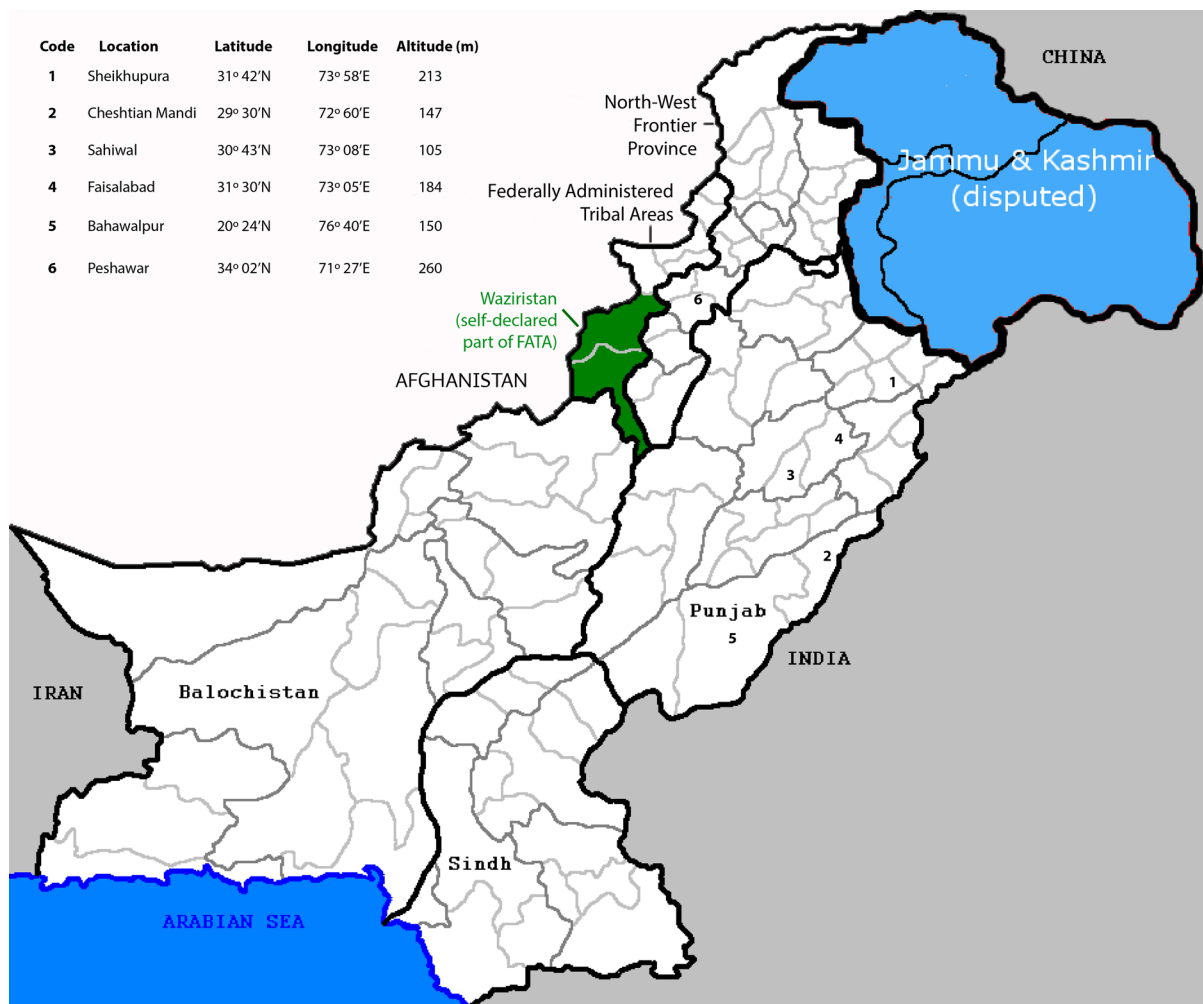 Code Location Latitude Longitude Altitude (m)
1 Sheikhupura 31º 42'N 73º 58'E 213
2 Cheshtian Mandi 29º 30'N 72º 60'E 147
3 Sahiwal 30º 43'N 73º 08'E 105
4 Faisalabad 31º 30'N 73º 05'E 184
5 Bahawalpur 20º 24'N 76º 40'E 150
6 Peshawar 34º 02'N 71º 27'E 260
CHINA
North-West
Frontier
Province
Jammu & Kashmir
(disputed)
Federally Administered
Tribal Areas
Waziristan
(self-declared
part of FATA)
6
AFGHANISTAN
1
4
3
2
Punjab
5
INDIA
IRAN
Balochistan
Sindh
ARABIAN SEA